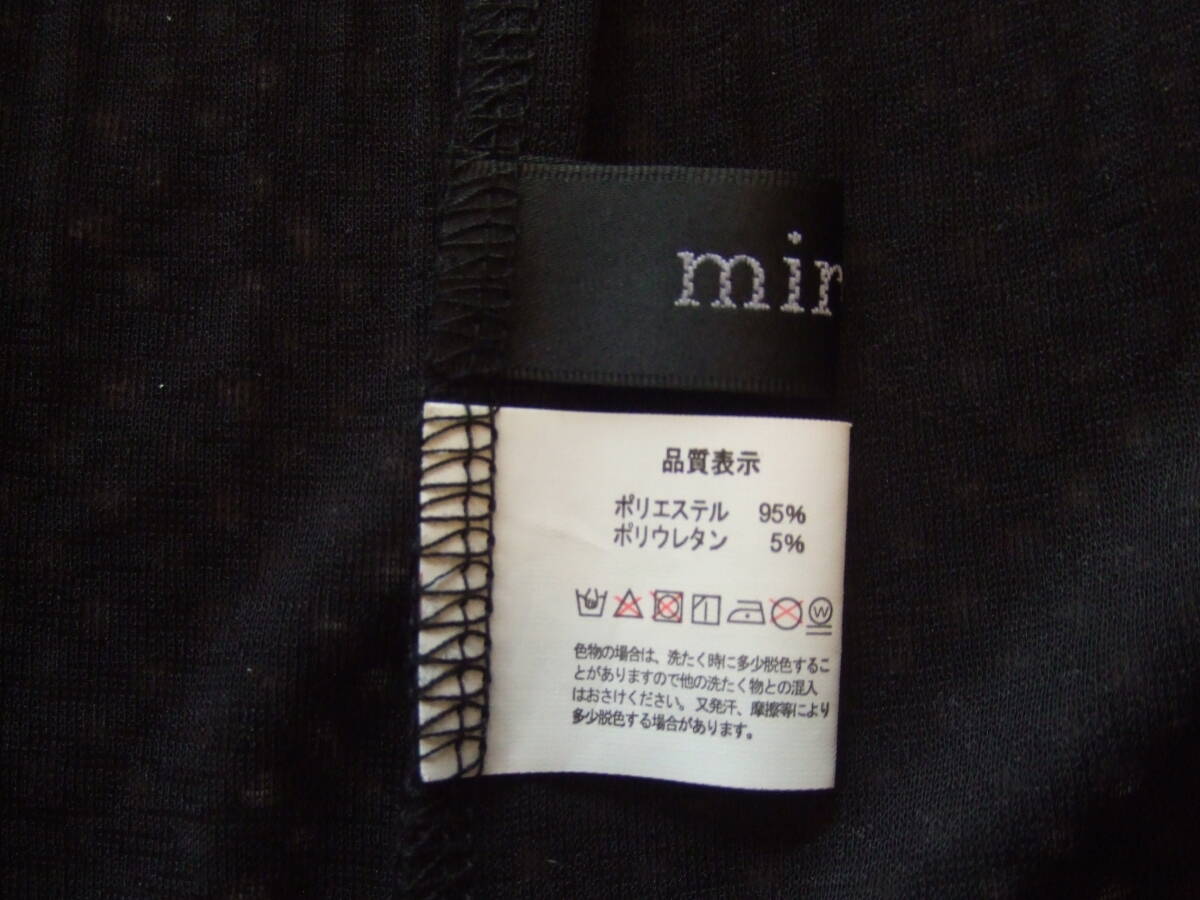 mir
品質表示
ポリエステル 95%
ポリウレタン 5%
W
色物の場合は、洗たく時に多少脱色するこ
とがありますので他の洗たく物との混入
はおさけください。又発汗、摩擦等により
多少脱色する場合があります。